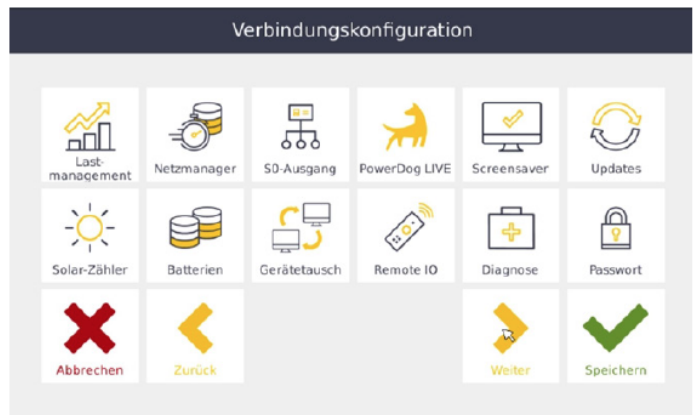 Verbindungskonfiguration
Last-
management
Netzmanager
S0-Ausgang
PowerDog LIVE
Screensaver
Updates
Solar-Zähler
Batterien
Gerätetausch
Remote IO
Diagnose
Passwort
Abbrechen
Zurück
Weiter
Speichern